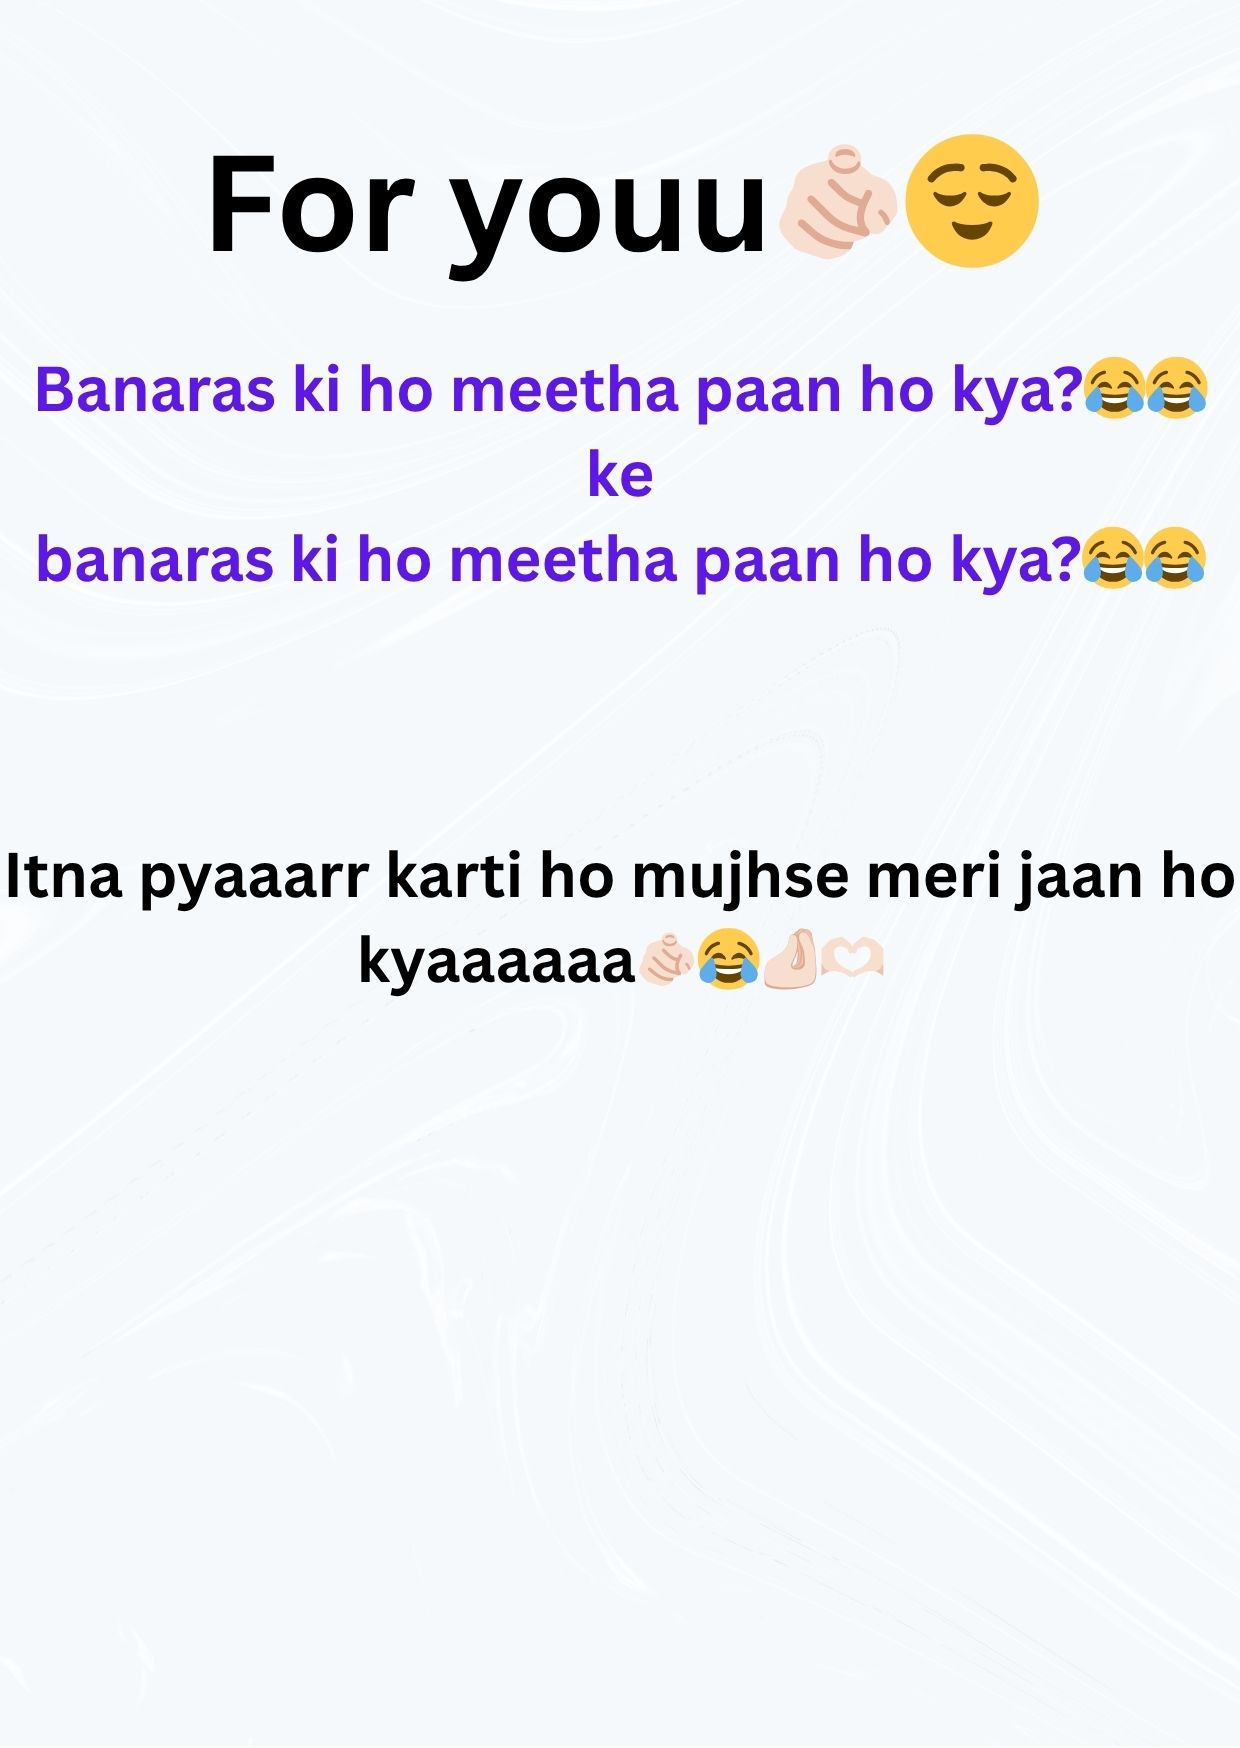 For youu🫵🏻😌
Banaras ki ho meetha paan ho kya?😂😂
ke
banaras ki ho meetha paan ho kya?😂😂
Itna pyaaarr karti ho mujhse meri jaan ho
kyaaaaaa🫵🏻😂🤌🏻🫶🏻